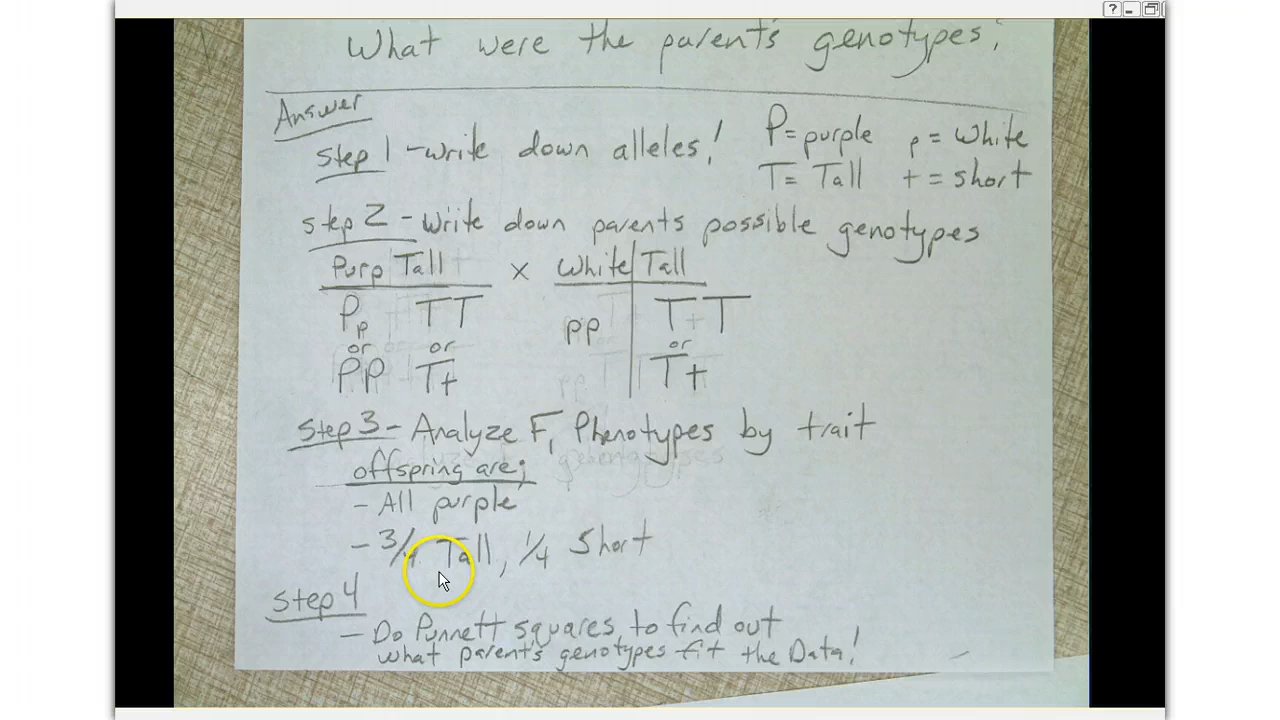 What were the parent's genotypes?
Answer
Step 1 - write down alleles!
P = purple p = white
T = Tall t = short
step 2 - Write down parents possible genotypes
Purp Tall x White Tall
Pp TT pp TT
or or or
PP Tt Tt
Step 3 - Analyze F1 Phenotypes by trait
offspring are;
- All purple
- 3/4 Tall, 1/4 Short
Step 4
- Do Punnett squares, to find out
what parent's genotypes fit the Data!